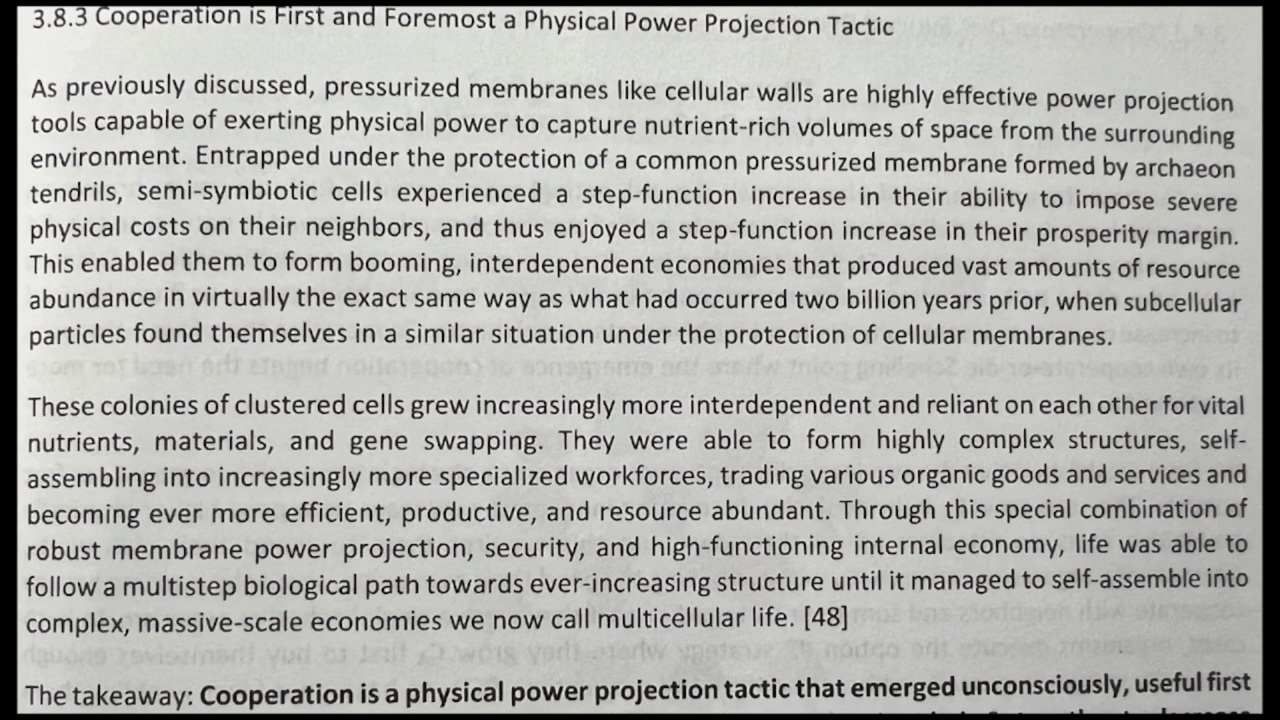 3.8.3 Cooperation is First and Foremost a Physical Power Projection Tactic
As previously discussed, pressurized membranes like cellular walls are highly effective power projection
tools capable of exerting physical power to capture nutrient-rich volumes of space from the surrounding
environment. Entrapped under the protection of a common pressurized membrane formed by archaeon
tendrils, semi-symbiotic cells experienced a step-function increase in their ability to impose severe
physical costs on their neighbors, and thus enjoyed a step-function increase in their prosperity margin.
This enabled them to form booming, interdependent economies that produced vast amounts of resource
abundance in virtually the exact same way as what had occurred two billion years prior, when subcellular
particles found themselves in a similar situation under the protection of cellular membranes.
These colonies of clustered cells grew increasingly more interdependent and reliant on each other for vital
nutrients, materials, and gene swapping. They were able to form highly complex structures, self-
assembling into increasingly more specialized workforces, trading various organic goods and services and
becoming ever more efficient, productive, and resource abundant. Through this special combination of
robust membrane power projection, security, and high-functioning internal economy, life was able to
follow a multistep biological path towards ever-increasing structure until it managed to self-assemble into
complex, massive-scale economies we now call multicellular life. [48]
The takeaway: Cooperation is a physical power projection tactic that emerged unconsciously, useful first